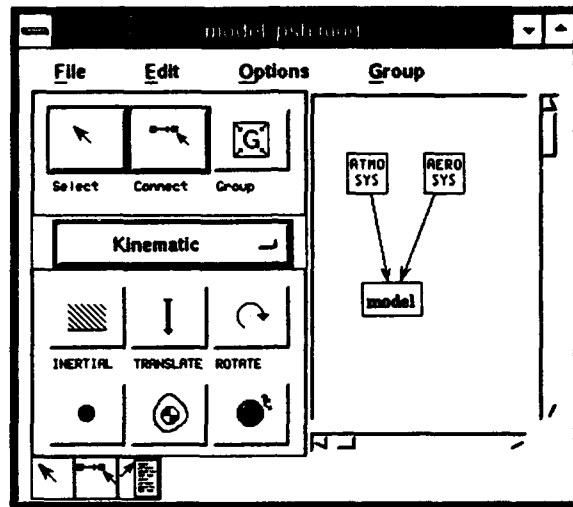 File Edit Options Group
G
Select Connect Group
ATMO SYS
AERO SYS
Kinematic
model
INERTIAL TRANSLATE ROTATE